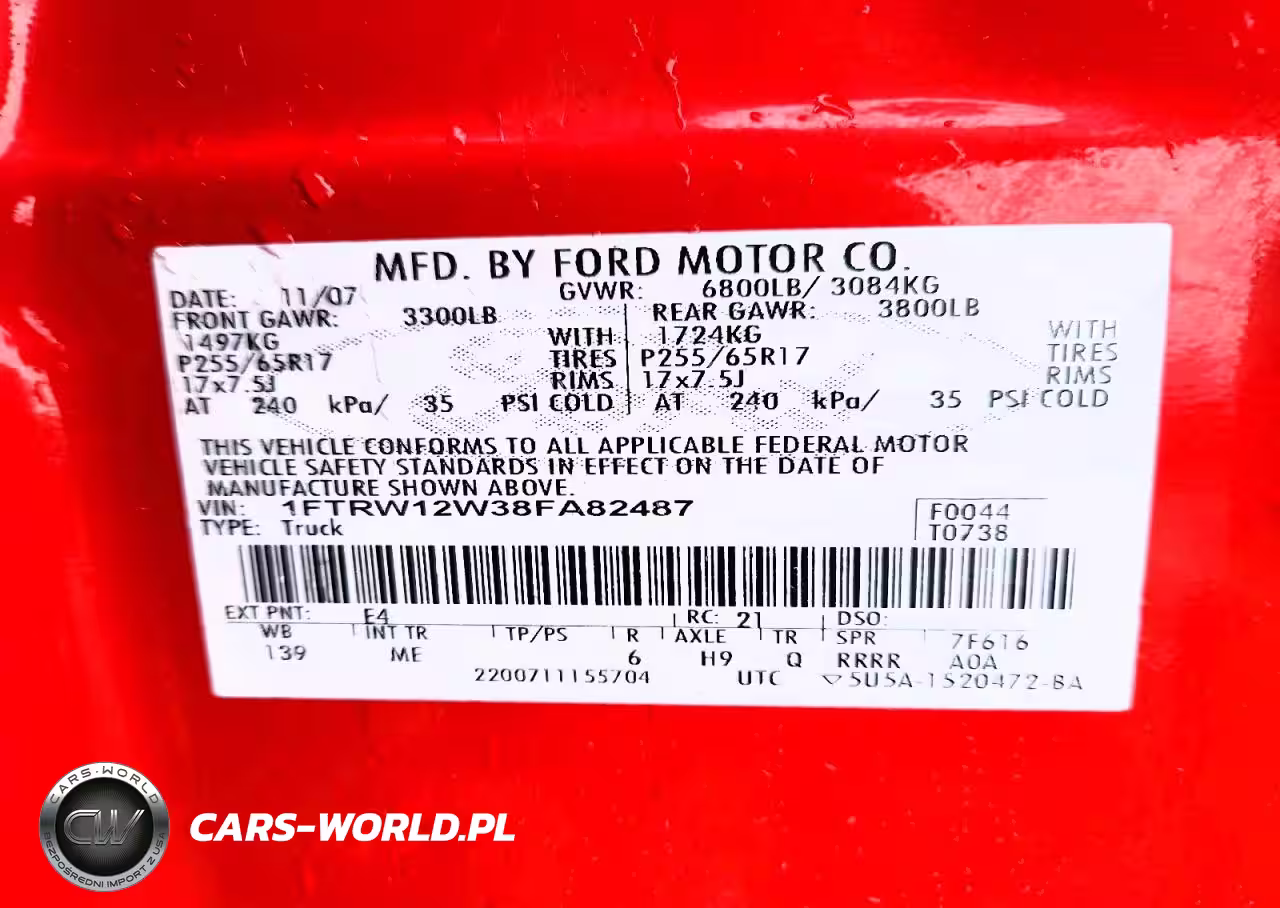 MFD. BY FORD MOTOR CO.
DATE: 11/07 GVWR: 6800LB/ 3084KG
FRONT GAWR: 3300LB REAR GAWR: 3800LB
1497KG WITH 1724KG WITH
P255/65R17 TIRES P255/65R17 TIRES
17x7.5J RIMS 17x7.5J RIMS
AT 240 kPa/ 35 PSI COLD AT 240 kPa/ 35 PSI COLD
THIS VEHICLE CONFORMS TO ALL APPLICABLE FEDERAL MOTOR
VEHICLE SAFETY STANDARDS IN EFFECT ON THE DATE OF
MANUFACTURE SHOWN ABOVE.
VIN: 1FTRW12W38FA82487 F0044
TYPE: Truck T0738
EXT PNT: E4 RC: 21 DSO:
WB INT TR TP/PS R AXLE TR SPR 7F616
139 ME 6 H9 Q RRRR A0A
2200711155704 UTC ▽5U5A-1520472-BA
CARS-WORLD
CW
BEZPOŚREDNI IMPORT Z USA
CARS-WORLD.PL